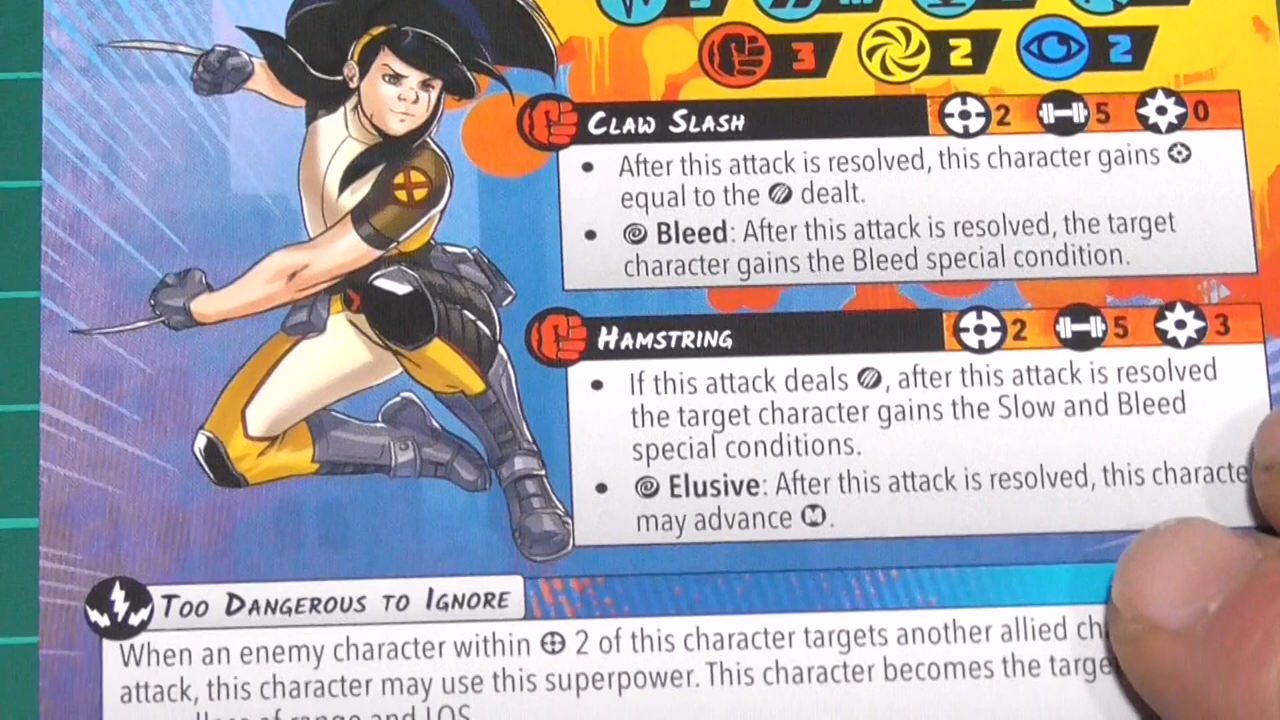 3 2 2
CLAW SLASH 2 5 0
• After this attack is resolved, this character gains
equal to the dealt.
• Bleed: After this attack is resolved, the target
character gains the Bleed special condition.
HAMSTRING 2 5 3
• If this attack deals , after this attack is resolved
the target character gains the Slow and Bleed
special conditions.
• Elusive: After this attack is resolved, this characte
may advance M.
TOO DANGEROUS TO IGNORE
When an enemy character within 2 of this character targets another allied ch
attack, this character may use this superpower. This character becomes the targe
of range and LOS.